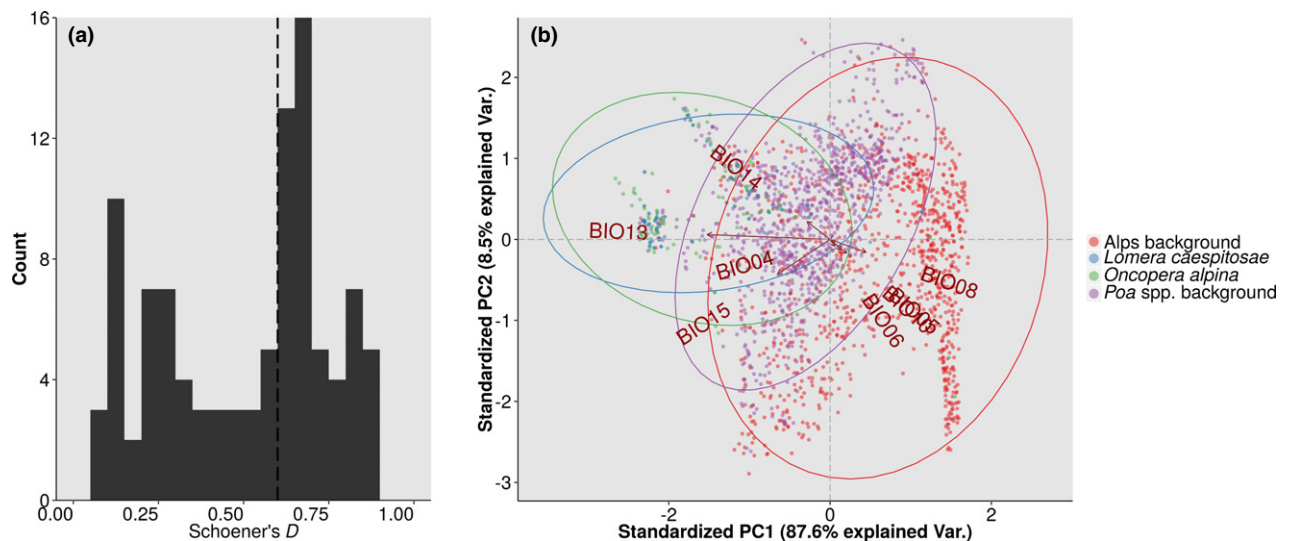 (a)
Count
16
12
8
4
0
0.00 0.25 0.50 0.75 1.00
Schoener's D
(b)
Standardized PC2 (8.5% explained Var.)
2
1
0
-1
-2
-3
BIO14
BIO13
BIO04
BIO15
BIO08
BIO05
BIO06
-2 0 2
Standardized PC1 (87.6% explained Var.)
Alps background
Lomera caespitosae
Oncopera alpina
Poa spp. background